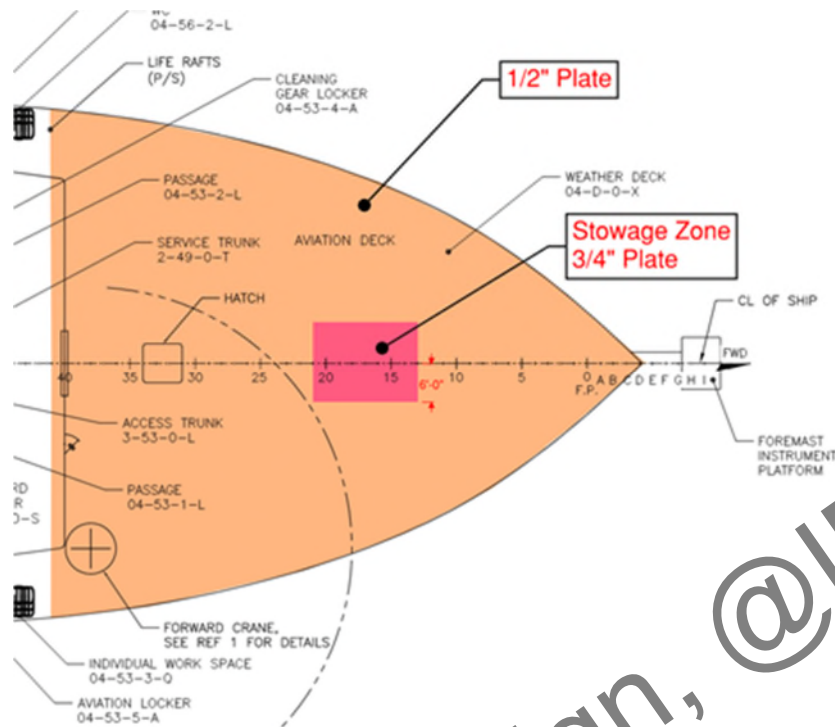 04-56-2-L
LIFE RAFTS
(P/S)
CLEANING
GEAR LOCKER
04-53-4-A
1/2" Plate
PASSAGE
04-53-2-L
WEATHER DECK
04-D-0-X
SERVICE TRUNK
2-49-0-T
AVIATION DECK
Stowage Zone
3/4" Plate
HATCH
CL OF SHIP
FWD
40 35 30 25 20 15 10 5 0 A B C D E F G H I
F.P.
6'-0"
ACCESS TRUNK
3-53-0-L
FOREMAST
INSTRUMENT
PLATFORM
PASSAGE
04-53-1-L
FORWARD CRANE,
SEE REF 1 FOR DETAILS
INDIVIDUAL WORK SPACE
04-53-3-Q
AVIATION LOCKER
04-53-5-A